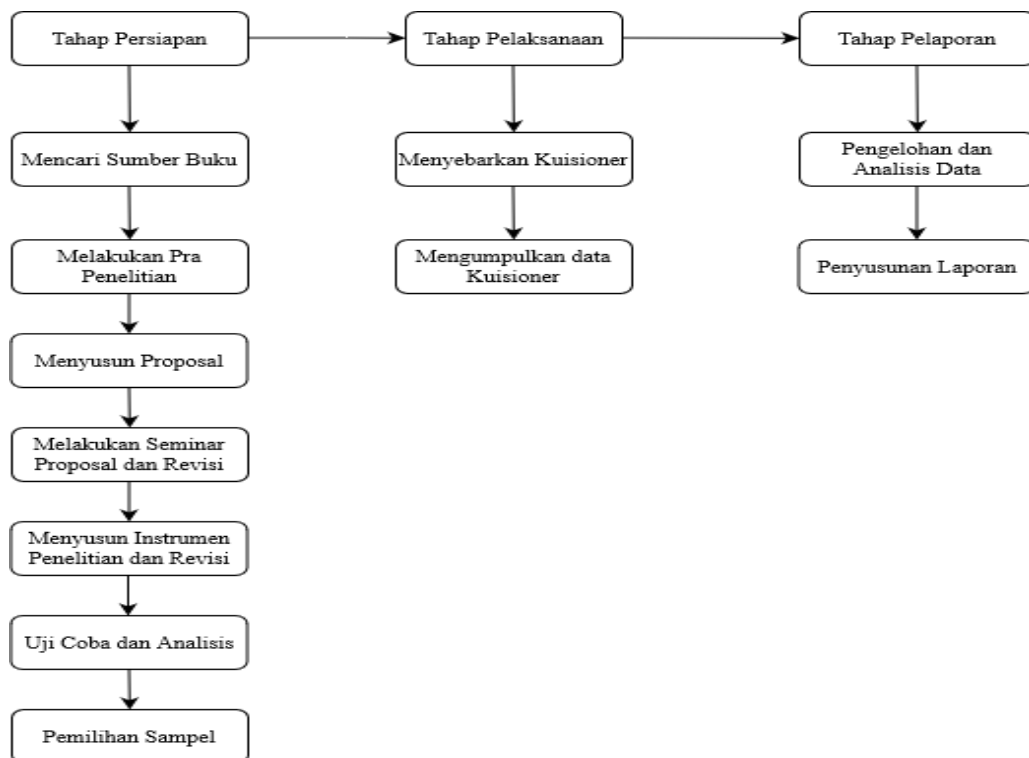 Tahap Persiapan
Tahap Pelaksanaan
Tahap Pelaporan
Mencari Sumber Buku
Menyebarkan Kuisioner
Pengelohan dan
Analisis Data
Melakukan Pra
Penelitian
Mengumpulkan data
Kuisioner
Penyusunan Laporan
Menyusun Proposal
Melakukan Seminar
Proposal dan Revisi
Menyusun Instrumen
Penelitian dan Revisi
Uji Coba dan Analisis
Pemilihan Sampel